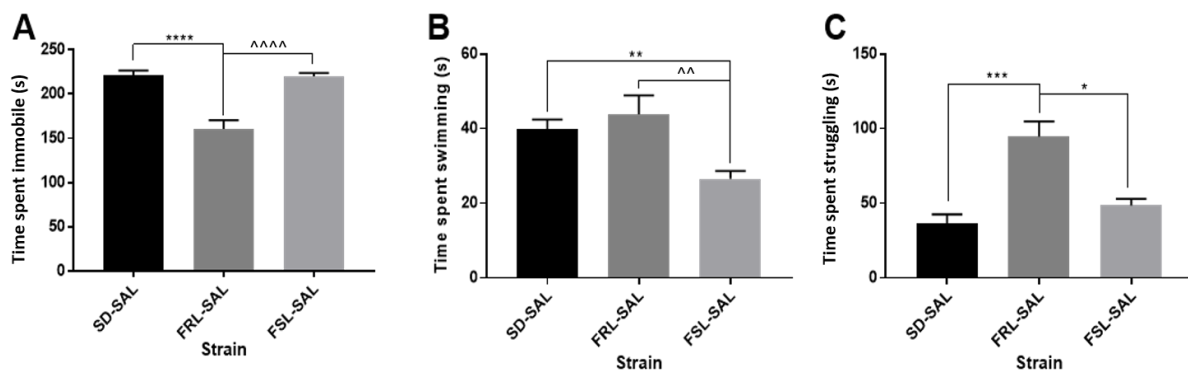 A
Time spent immobile (s)
250
200
150
100
50
0
****
^^^^
SD-SAL
FRL-SAL
FSL-SAL
Strain
B
Time spent swimming (s)
60
40
20
0
**
^^
SD-SAL
FRL-SAL
FSL-SAL
Strain
C
Time spent struggling (s)
150
100
50
0
***
*
SD-SAL
FRL-SAL
FSL-SAL
Strain